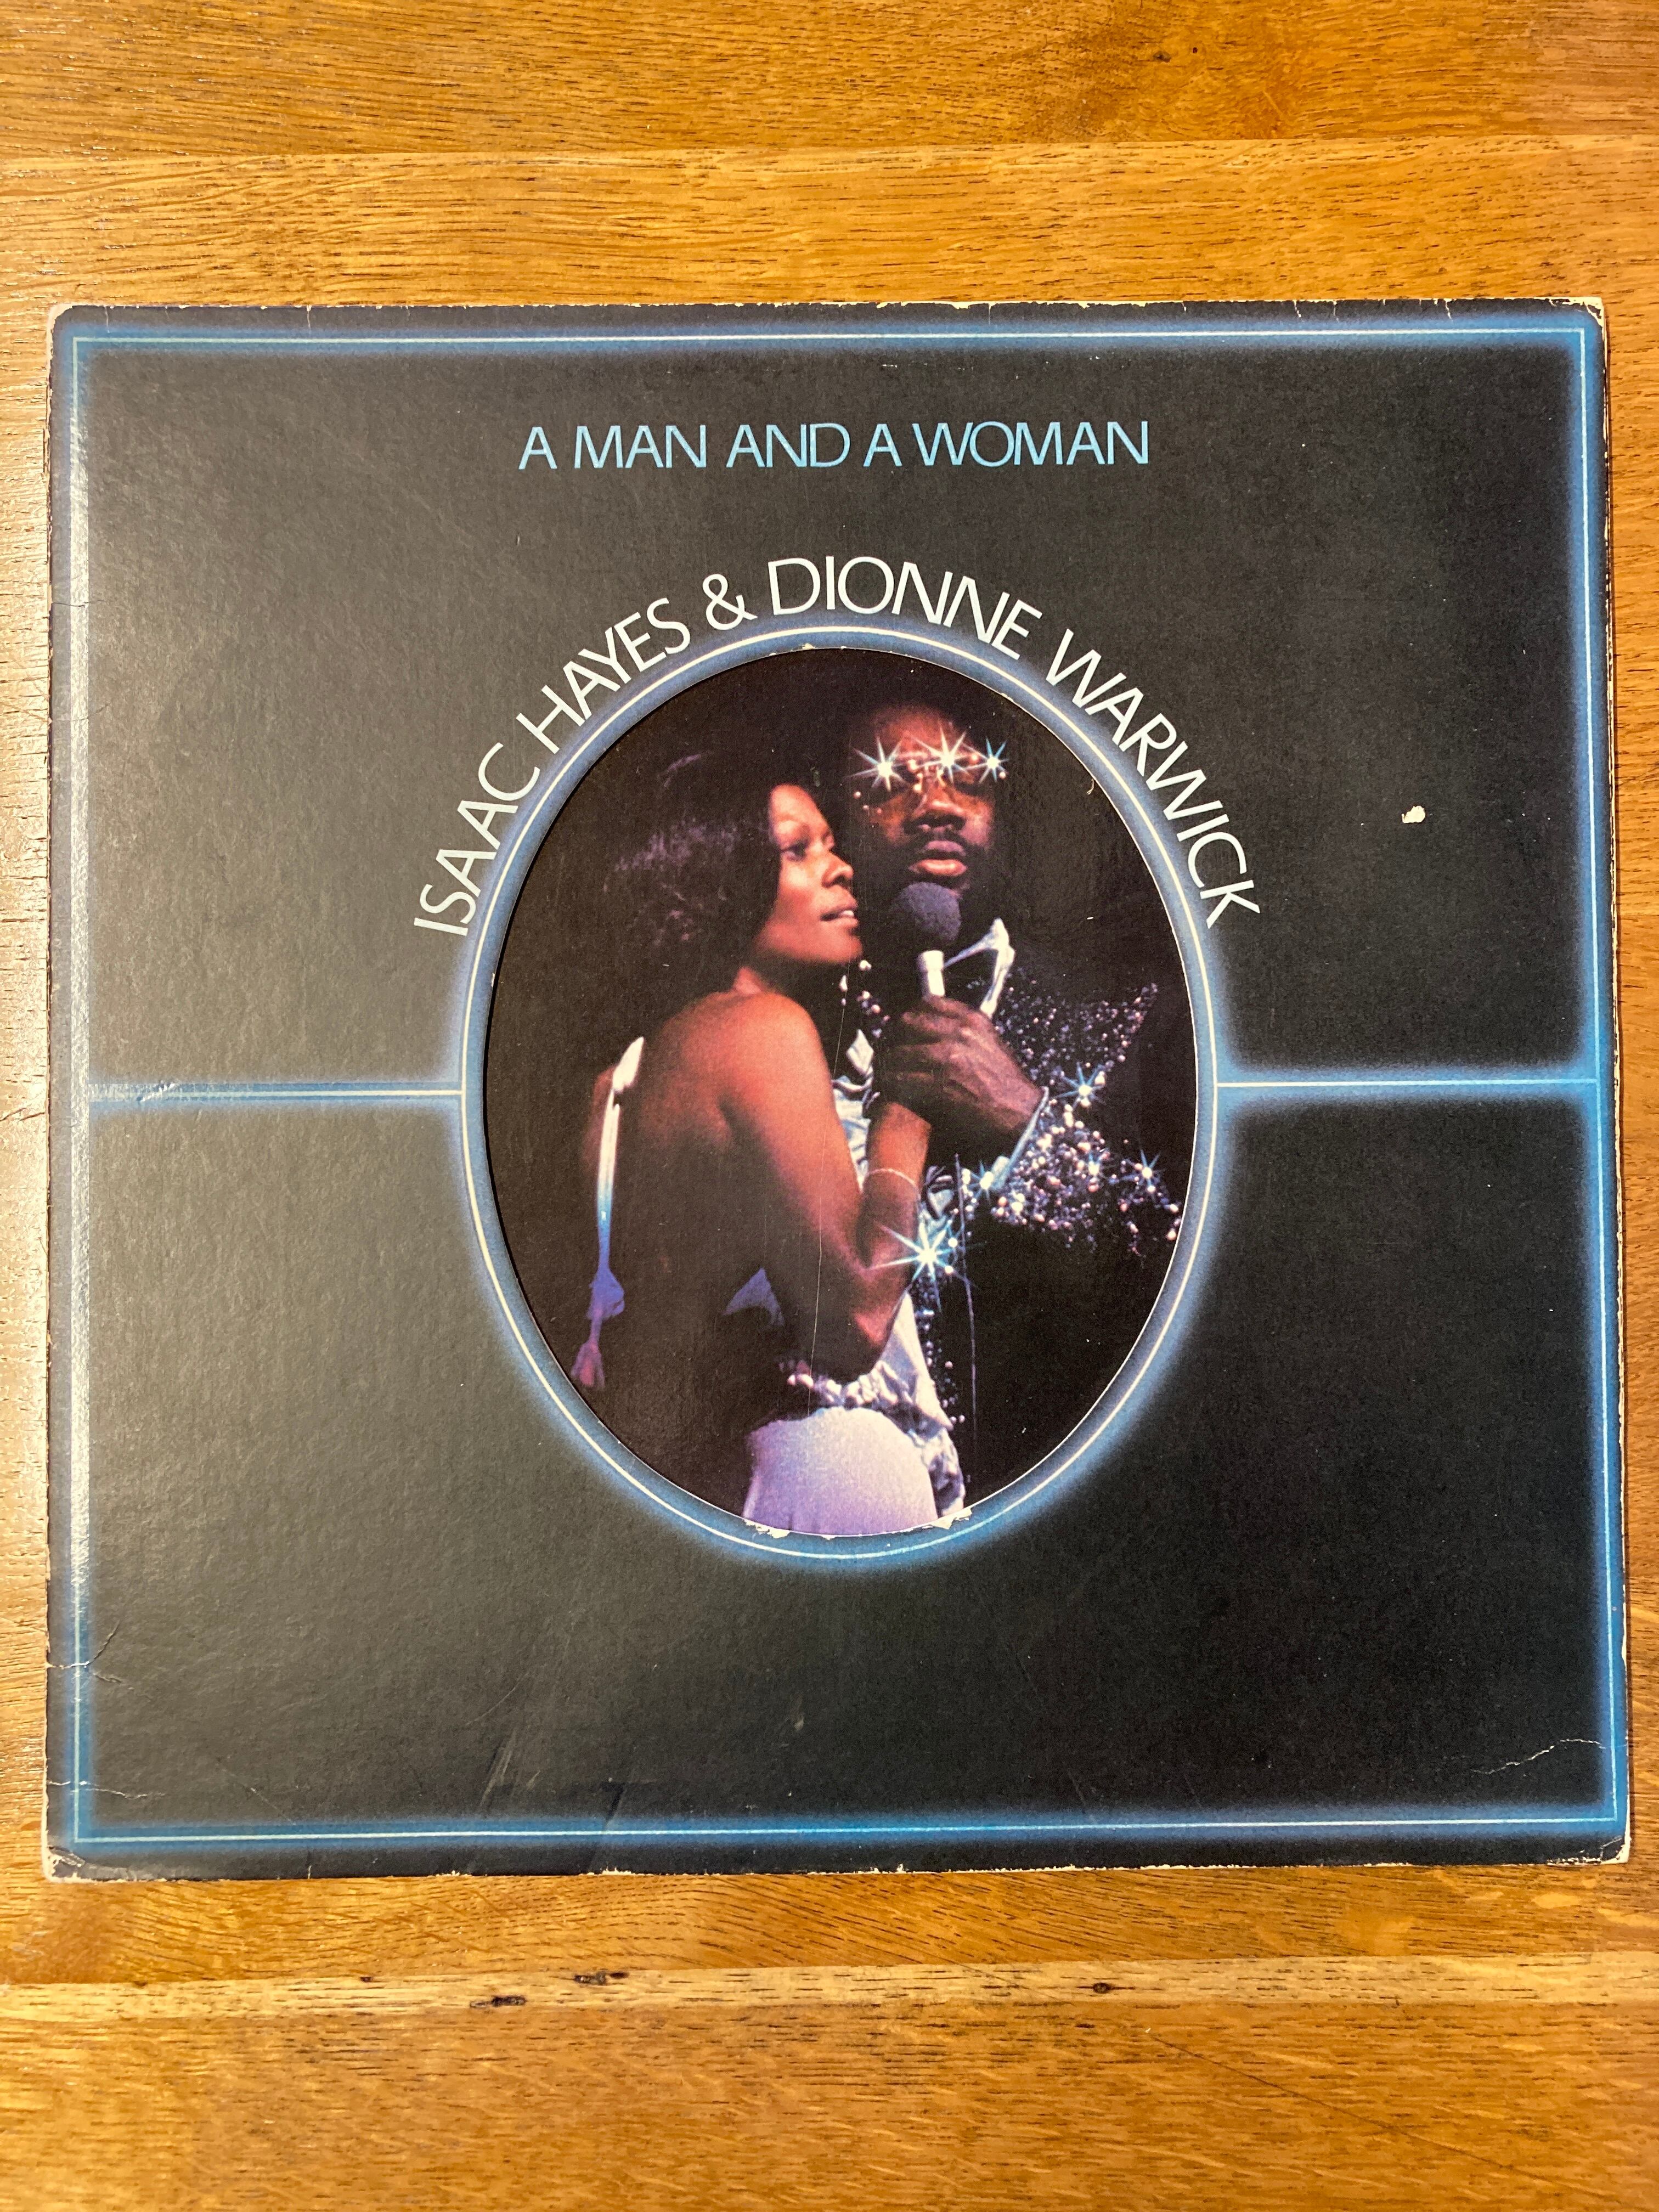 A MAN AND A WOMAN
ISAAC HAYES & DIONNE WARWICK